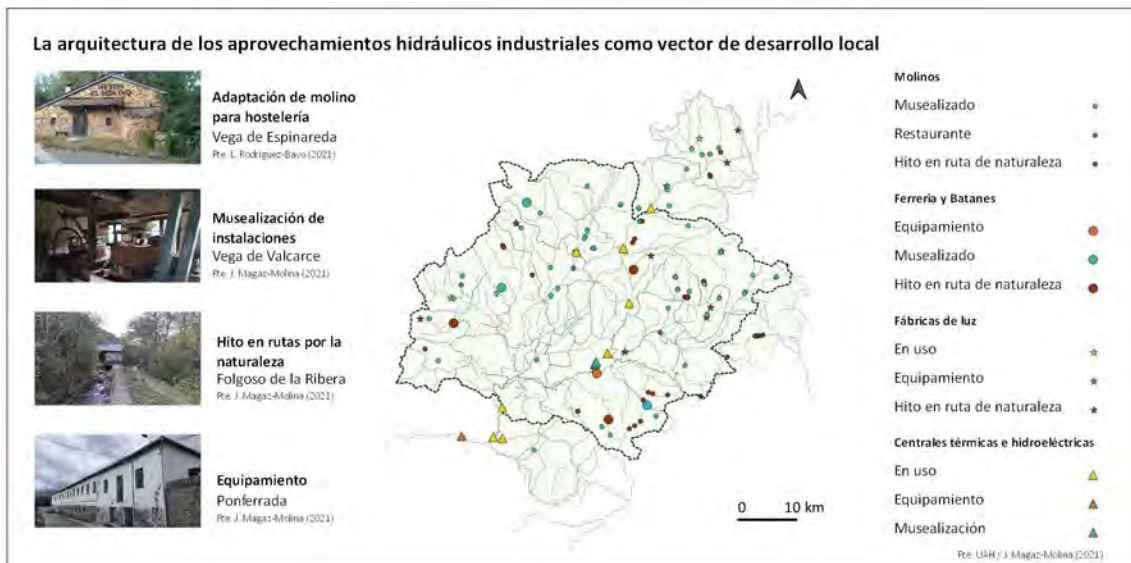 La arquitectura de los aprovechamientos hidráulicos industriales como vector de desarrollo local
Adaptación de molino
para hostelería
Vega de Espinareda
Fte. L. Rodríguez-Bayo (2021)
Musealización de
instalaciones
Vega de Valcarce
Fte. J. Magaz-Molina (2021)
Hito en rutas por la
naturaleza
Folgoso de la Ribera
Fte. J. Magaz-Molina (2021)
Equipamiento
Ponferrada
Fte. J. Magaz-Molina (2021)
0 10 km
Molinos
Musealizado
Restaurante
Hito en ruta de naturaleza
Ferreria y Batanes
Equipamiento
Musealizado
Hito en ruta de naturaleza
Fábricas de luz
En uso
Equipamiento
Hito en ruta de naturaleza
Centrales térmicas e hidroeléctricas
En uso
Equipamiento
Musealización
Fte. UAH / J. Magaz-Molina (2021)